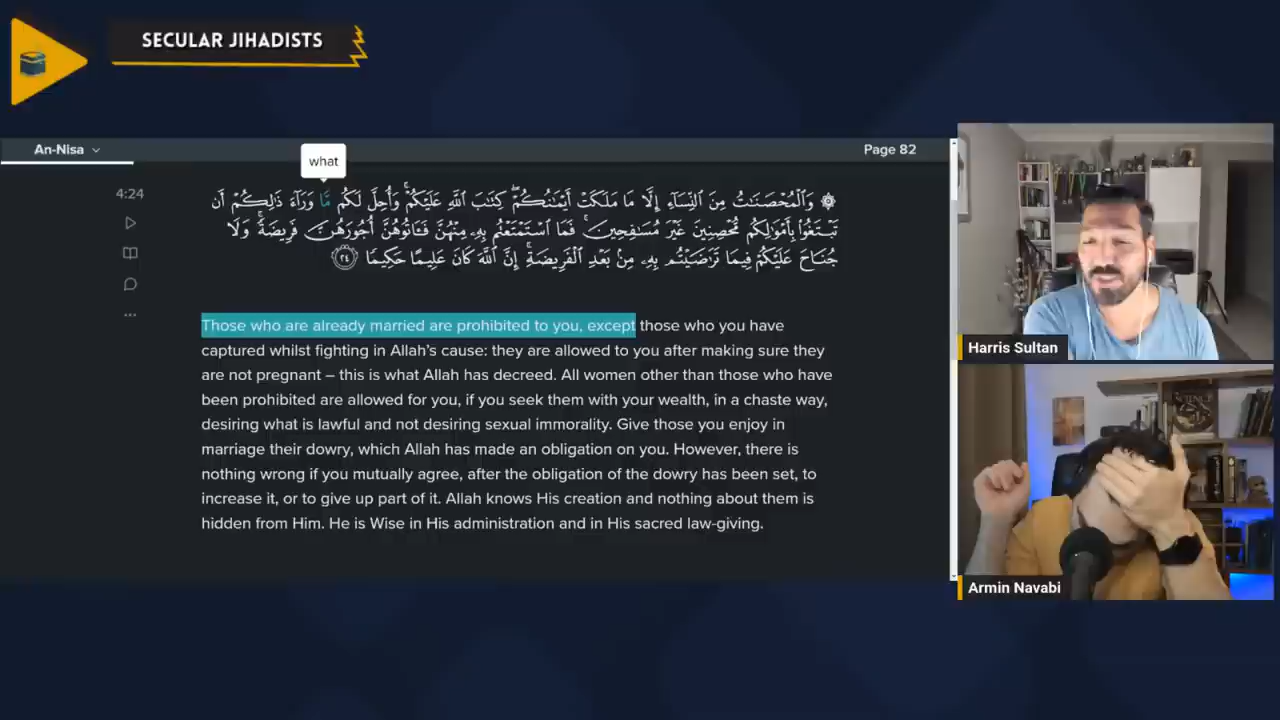 SECULAR JIHADISTS
An-Nisa
Page 82
what
4:24
۞ وَٱلْمُحْصَنَـٰتُ مِنَ ٱلنِّسَآءِ إِلَّا مَا مَلَكَتْ أَيْمَـٰنُكُمْ ۖ كِتَـٰبَ ٱللَّهِ عَلَيْكُمْ ۚ وَأُحِلَّ لَكُم مَّا وَرَآءَ ذَٰلِكُمْ أَن
تَبْتَغُوا۟ بِأَمْوَٰلِكُم مُّحْصِنِينَ غَيْرَ مُسَـٰفِحِينَ ۚ فَمَا ٱسْتَمْتَعْتُم بِهِۦ مِنْهُنَّ فَـَٔاتُوهُنَّ أُجُورَهُنَّ فَرِيضَةً ۚ وَلَا
جُنَاحَ عَلَيْكُمْ فِيمَا تَرَٰضَيْتُم بِهِۦ مِنۢ بَعْدِ ٱلْفَرِيضَةِ ۚ إِنَّ ٱللَّهَ كَانَ عَلِيمًا حَكِيمًا ٢٤
Those who are already married are prohibited to you, except those who you have
captured whilst fighting in Allah’s cause: they are allowed to you after making sure they
are not pregnant – this is what Allah has decreed. All women other than those who have
been prohibited are allowed for you, if you seek them with your wealth, in a chaste way,
desiring what is lawful and not desiring sexual immorality. Give those you enjoy in
marriage their dowry, which Allah has made an obligation on you. However, there is
nothing wrong if you mutually agree, after the obligation of the dowry has been set, to
increase it, or to give up part of it. Allah knows His creation and nothing about them is
hidden from Him. He is Wise in His administration and in His sacred law-giving.
Harris Sultan
SCIENCE
Armin Navabi